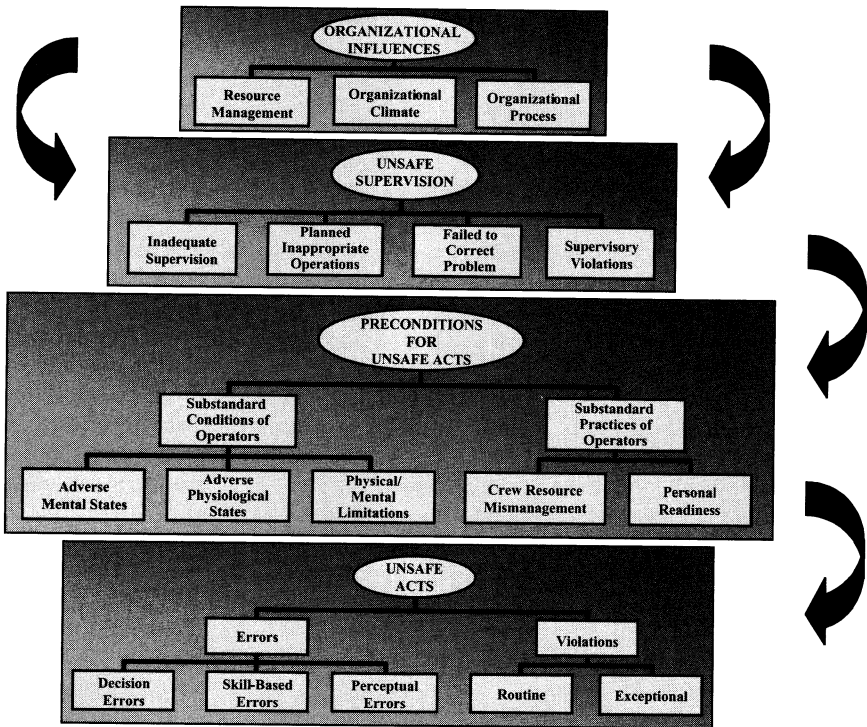 ORGANIZATIONAL
INFLUENCES
Resource
Management
Organizational
Climate
Organizational
Process
UNSAFE
SUPERVISION
Inadequate
Supervision
Planned
Inappropriate
Operations
Failed to
Correct
Problem
Supervisory
Violations
PRECONDITIONS
FOR
UNSAFE ACTS
Substandard
Conditions of
Operators
Substandard
Practices of
Operators
Adverse
Mental States
Adverse
Physiological
States
Physical/
Mental
Limitations
Crew Resource
Mismanagement
Personal
Readiness
UNSAFE
ACTS
Errors
Violations
Decision
Errors
Skill-Based
Errors
Perceptual
Errors
Routine
Exceptional